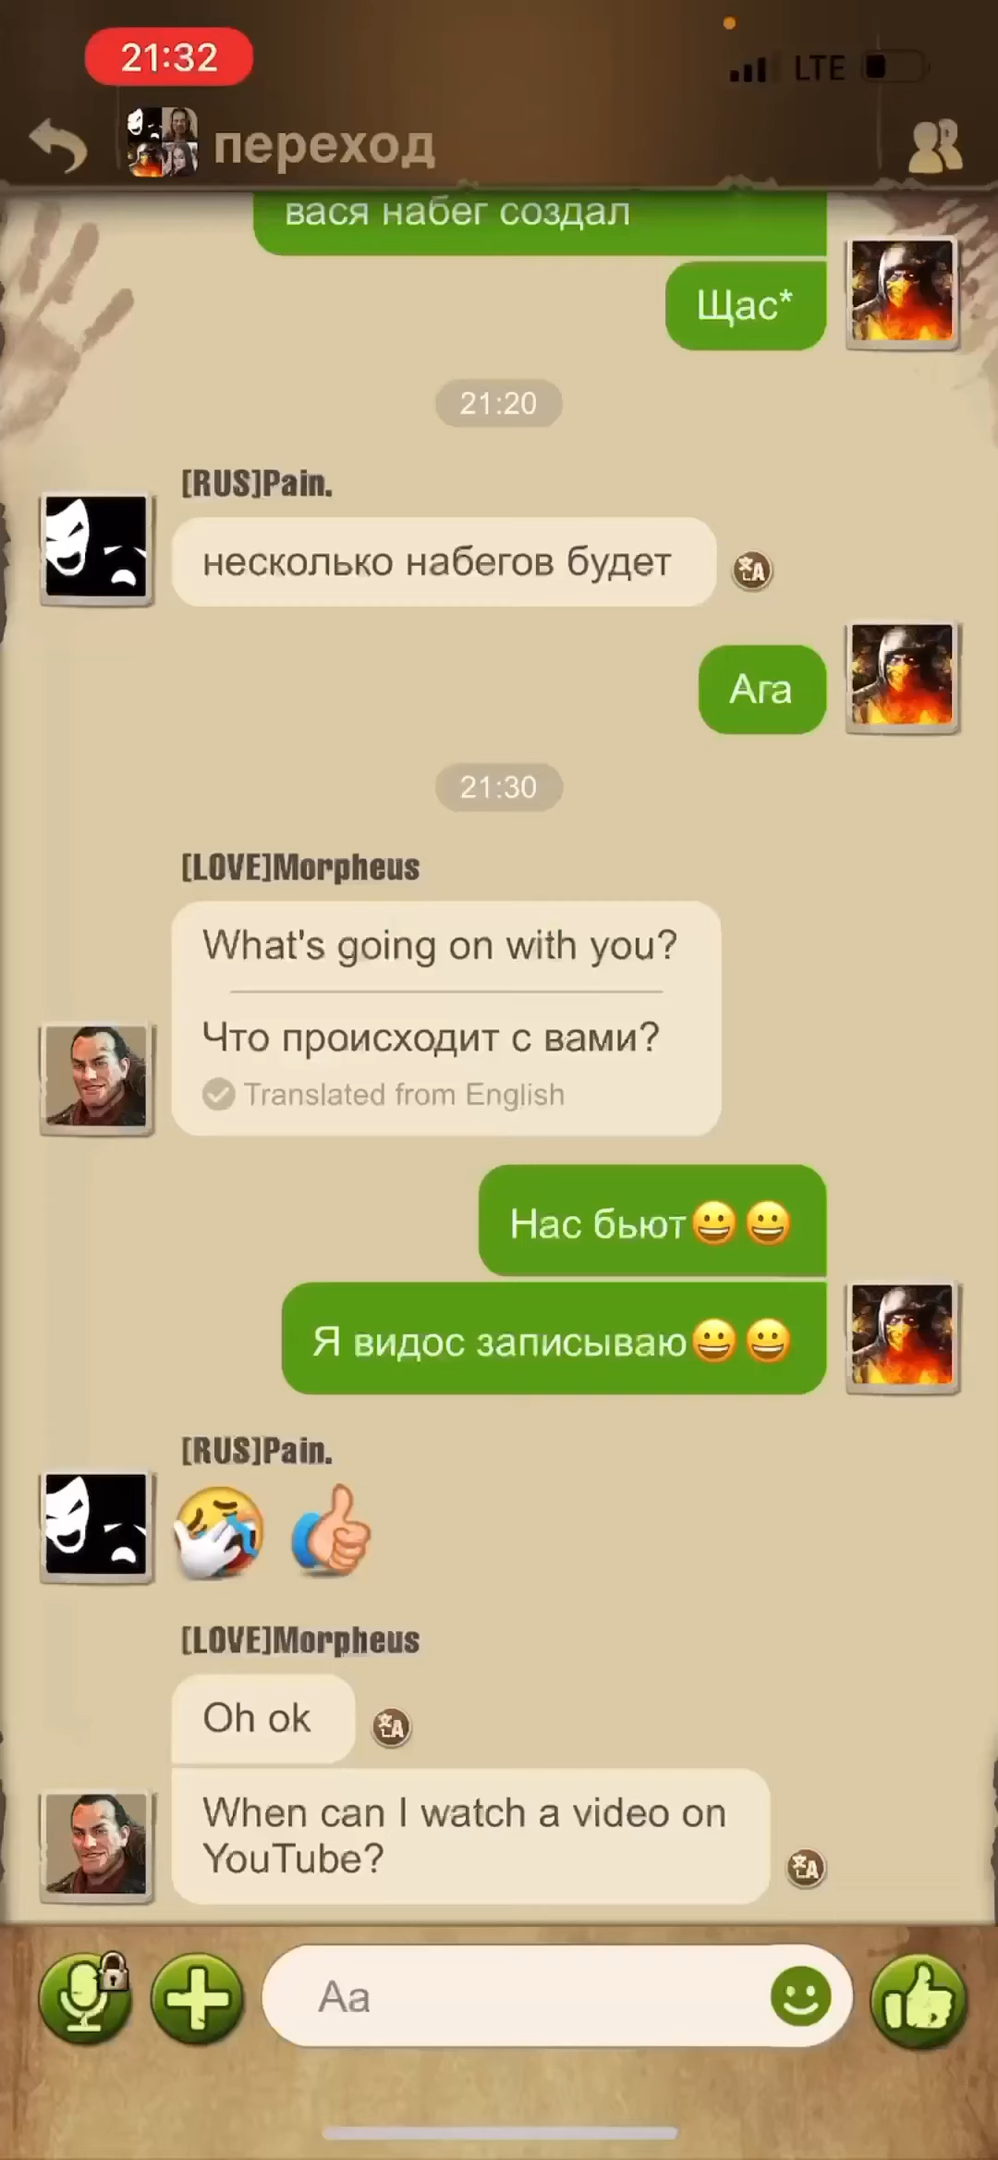 21:32
LTE
переход
вася набег создал
Щас*
21:20
[RUS]Pain.
несколько набегов будет
Ага
21:30
[LOVE]Morpheus
What's going on with you?
Что происходит с вами?
Translated from English
Нас бьют😀😀
Я видос записываю😀😀
[RUS]Pain.
[LOVE]Morpheus
Oh ok
When can I watch a video on
YouTube?
Aa